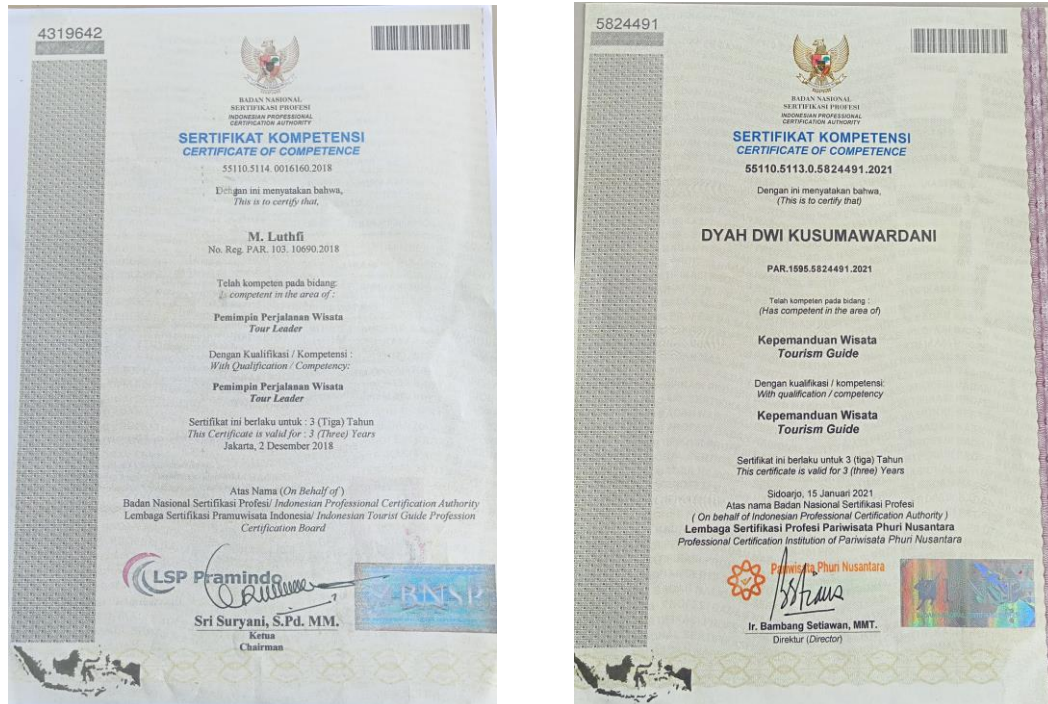 4319642
BADAN NASIONAL
SERTIFIKASI PROFESI
INDONESIAN PROFESSIONAL
CERTIFICATION AUTHORITY
SERTIFIKAT KOMPETENSI
CERTIFICATE OF COMPETENCE
55110.5114. 0016160.2018
Dengan ini menyatakan bahwa,
This is to certify that,
M. Luthfi
No. Reg. PAR. 103. 10690.2018
Telah kompeten pada bidang:
Is competent in the area of :
Pemimpin Perjalanan Wisata
Tour Leader
Dengan Kualifikasi / Kompetensi :
With Qualification / Competency:
Pemimpin Perjalanan Wisata
Tour Leader
Sertifikat ini berlaku untuk : 3 (Tiga) Tahun
This Certificate is valid for : 3 (Three) Years
Jakarta, 2 Desember 2018
Atas Nama (On Behalf of )
Badan Nasional Sertifikasi Profesi/ Indonesian Professional Certification Authority
Lembaga Sertifikasi Pramuwisata Indonesia/ Indonesian Tourist Guide Profession
Certification Board
LSP Pramindo
BNSP
Sri Suryani, S.Pd. MM.
Ketua
Chairman
5824491
BADAN NASIONAL
SERTIFIKASI PROFESI
INDONESIAN PROFESSIONAL
CERTIFICATION AUTHORITY
SERTIFIKAT KOMPETENSI
CERTIFICATE OF COMPETENCE
55110.5113.0.5824491.2021
Dengan ini menyatakan bahwa,
(This is to certify that)
DYAH DWI KUSUMAWARDANI
PAR.1595.5824491.2021
Telah kompeten pada bidang :
(Has competent in the area of)
Kepemanduan Wisata
Tourism Guide
Dengan kualifikasi / kompetensi:
With qualification / competency
Kepemanduan Wisata
Tourism Guide
Sertifikat ini berlaku untuk 3 (tiga) Tahun
This certificate is valid for 3 (three) Years
Sidoarjo, 15 Januari 2021
Atas nama Badan Nasional Sertifikasi Profesi
( On behalf of Indonesian Professional Certification Authority )
Lembaga Sertifikasi Profesi Pariwisata Phuri Nusantara
Professional Certification Institution of Pariwisata Phuri Nusantara
Pariwisata Phuri Nusantara
Ir. Bambang Setiawan, MMT.
Direktur (Director)